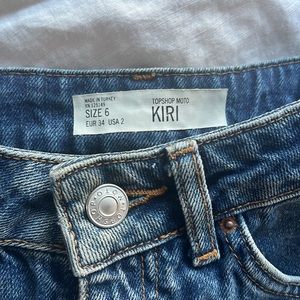 MADE IN TURKEY
SIZE 6
EUR 34 USA 2
TOPSHOP MOTO
KIRI